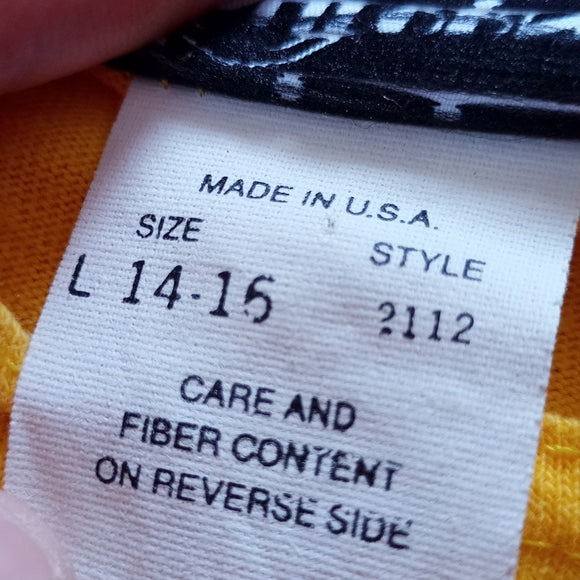 MADE IN U.S.A.
SIZE STYLE
L 14-16 2112
CARE AND
FIBER CONTENT
ON REVERSE SIDE